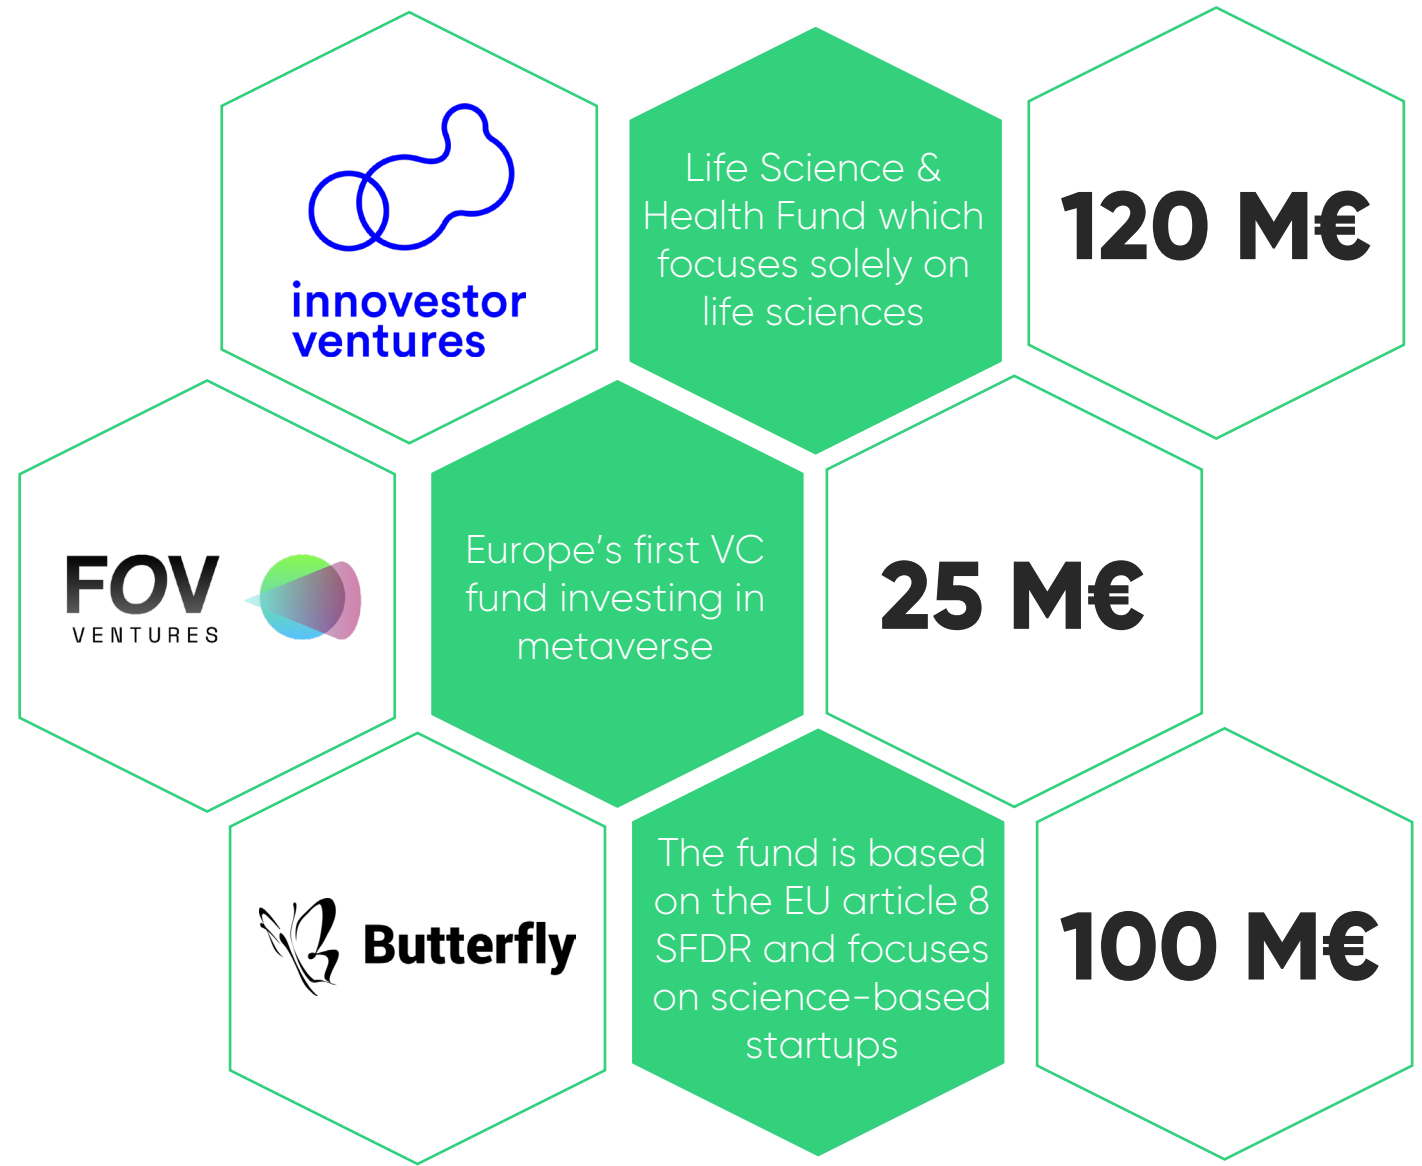 innovestor
ventures
Life Science &
Health Fund which
focuses solely on
life sciences
120 M€
FOV
VENTURES
Europe's first VC
fund investing in
metaverse
25 M€
Butterfly
The fund is based
on the EU article 8
SFDR and focuses
on science-based
startups
100 M€